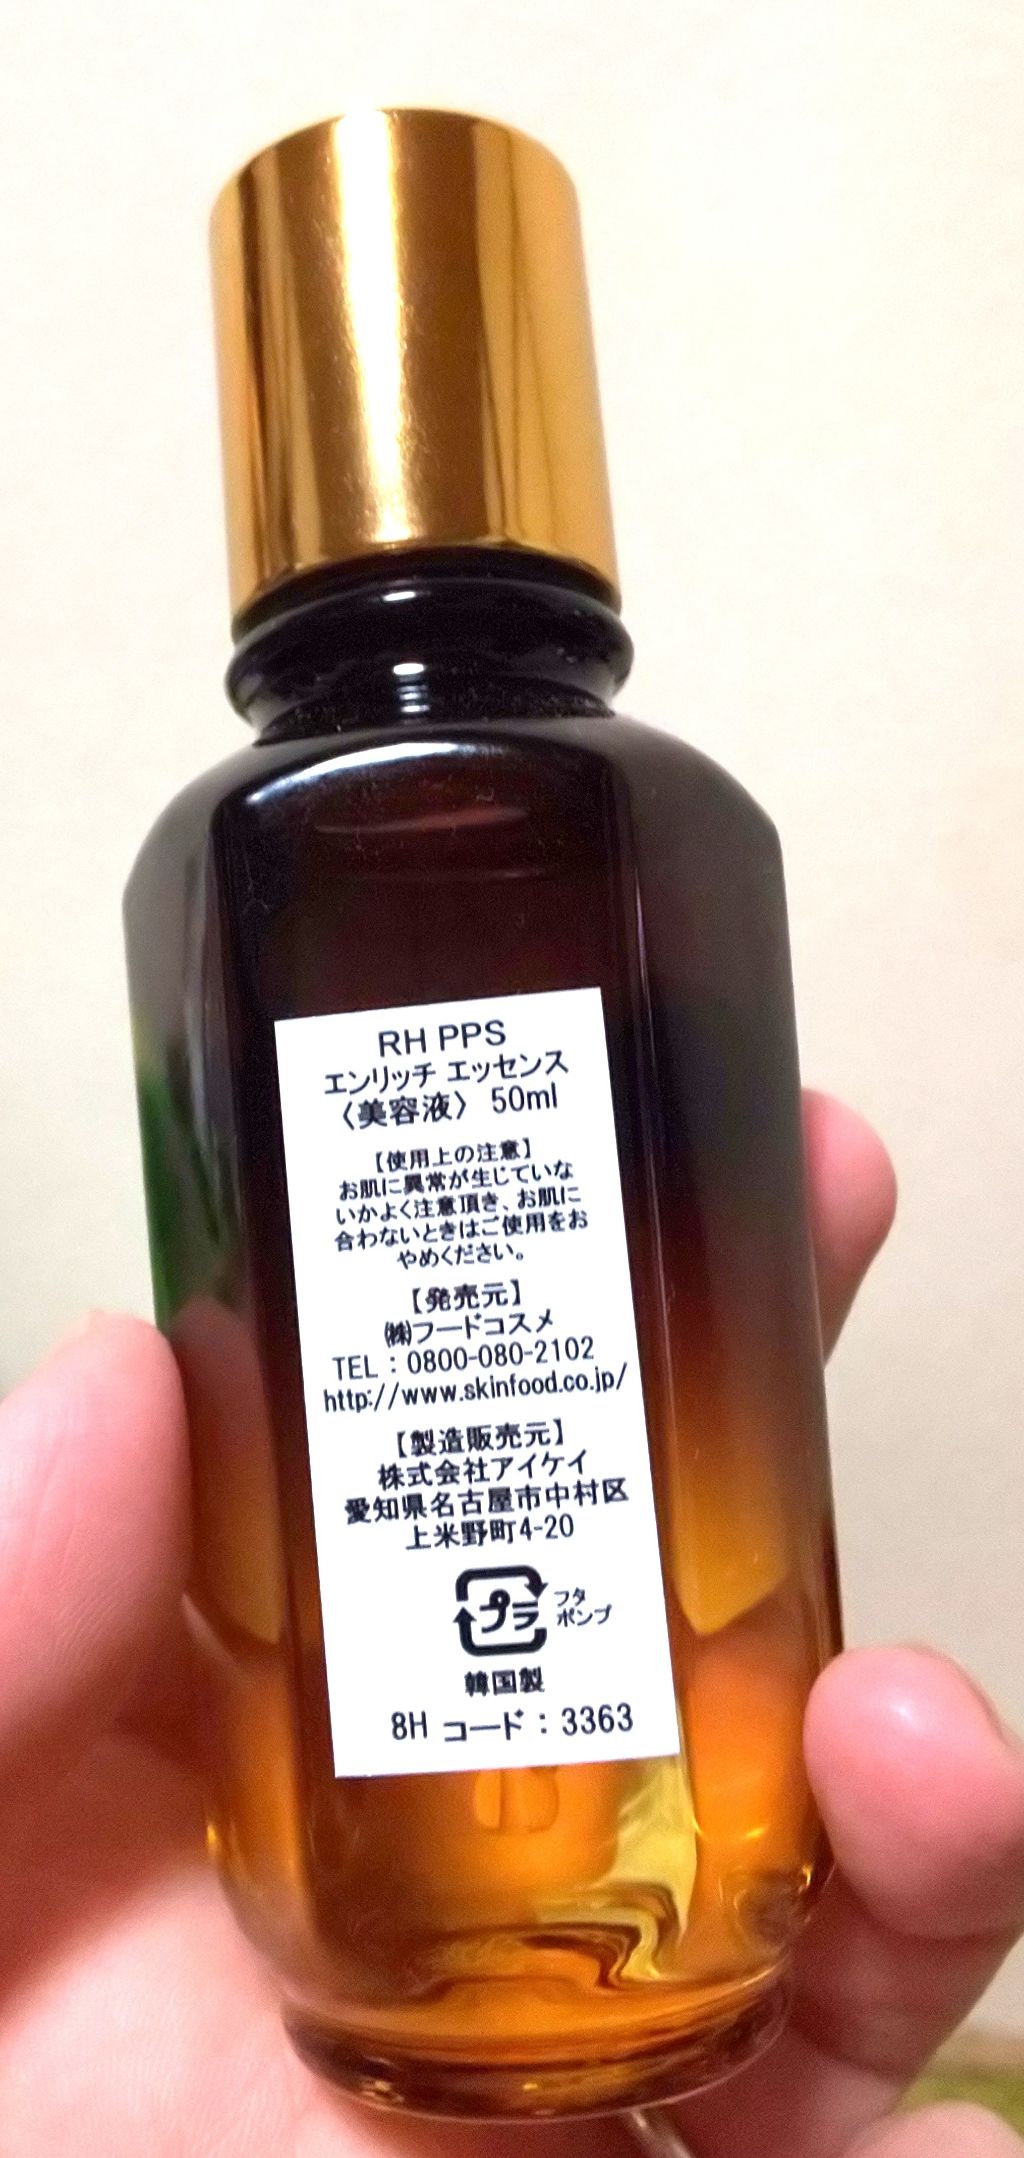 RH PPS
エンリッチ エッセンス
〈美容液〉 50ml
【使用上の注意】
お肌に異常が生じていな
いかよく注意頂き、お肌に
合わないときはご使用をお
やめください。
【発売元】
㈱フードコスメ
TEL : 0800-080-2102
http://www.skinfood.co.jp/
【製造販売元】
株式会社アイケイ
愛知県名古屋市中村区
上米野町4-20
プラ
フタ
ポンプ
韓国製
8H コード : 3363